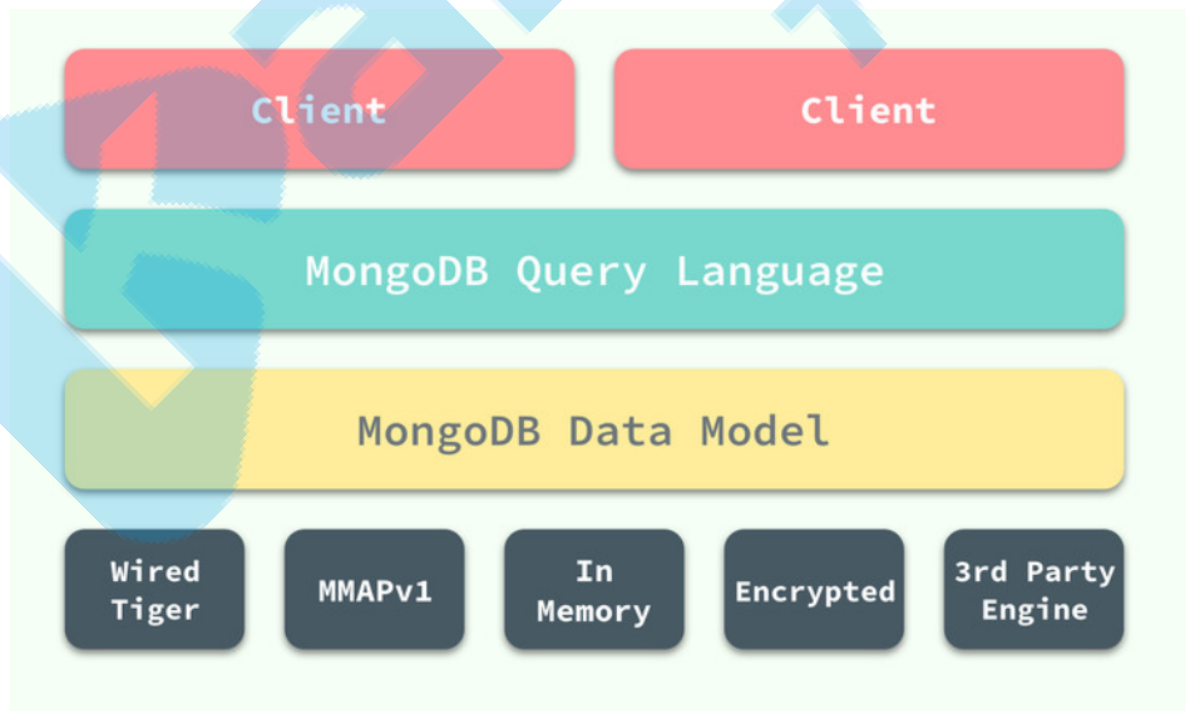 Client
Client
MongoDB Query Language
MongoDB Data Model
Wired
Tiger
MMAPv1
In
Memory
Encrypted
3rd Party
Engine